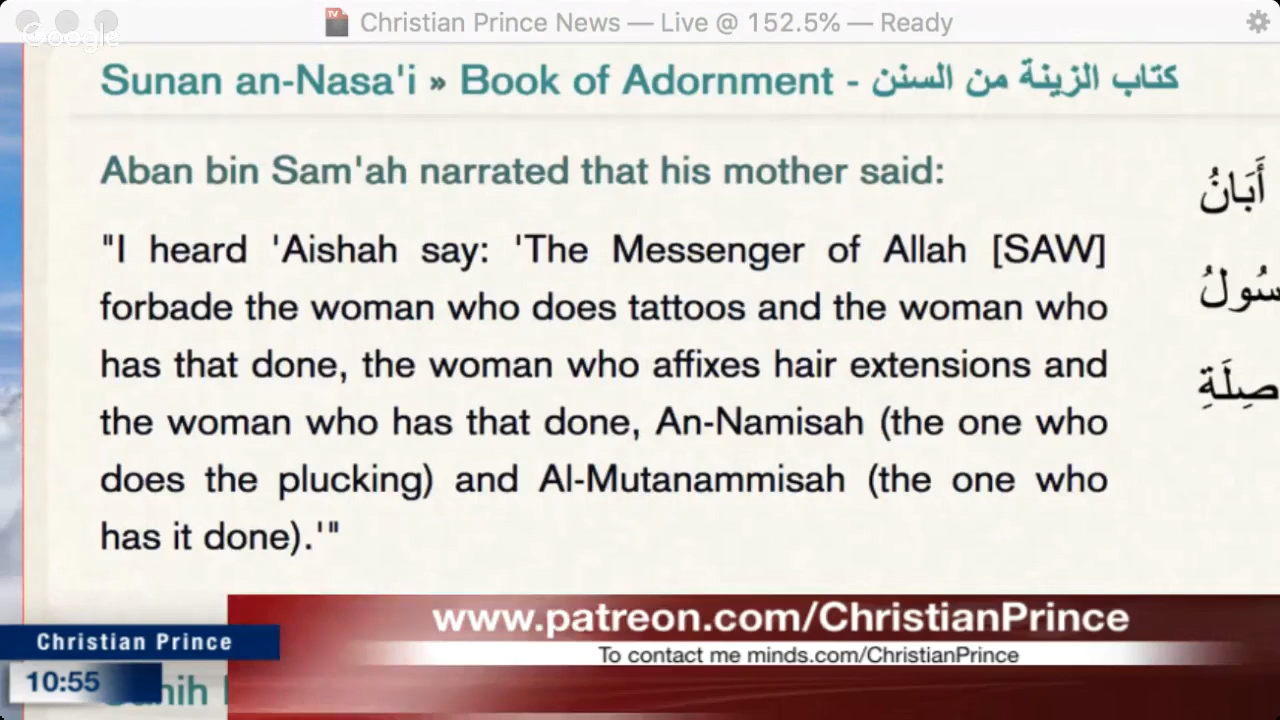 Christian Prince News — Live @ 152.5% — Ready
Google
Sunan an-Nasa'i » Book of Adornment - كتاب الزينة من السنن
Aban bin Sam'ah narrated that his mother said:
"I heard 'Aishah say: 'The Messenger of Allah [SAW]
forbade the woman who does tattoos and the woman who
has that done, the woman who affixes hair extensions and
the woman who has that done, An-Namisah (the one who
does the plucking) and Al-Mutanammisah (the one who
has it done).'"
أَبَانُ
سُولُ
صِلَةِ
www.patreon.com/ChristianPrince
To contact me minds.com/ChristianPrince
Christian Prince
10:55